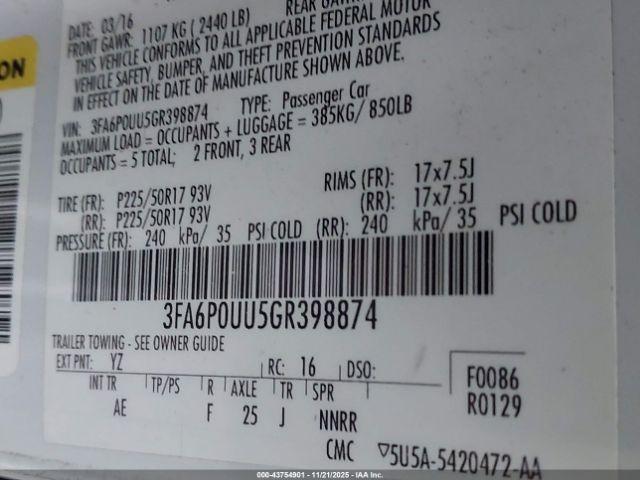 DATE: 03/16
FRONT GAWR: 1107 KG ( 2440 LB) REAR
THIS VEHICLE CONFORMS TO ALL APPLICABLE FEDERAL MOTOR
VEHICLE SAFETY, BUMPER, AND THEFT PREVENTION STANDARDS
IN EFFECT ON THE DATE OF MANUFACTURE SHOWN ABOVE.
VIN: 3FA6P0UU5GR398874 TYPE: Passenger Car
MAXIMUM LOAD = OCCUPANTS + LUGGAGE = 385KG/ 850LB
OCCUPANTS = 5 TOTAL; 2 FRONT, 3 REAR
TIRE (FR): P225/50R17 93V RIMS (FR): 17x7.5J
(RR): P225/50R17 93V (RR): 17x7.5J
PRESSURE (FR): 240 kPa/ 35 PSI COLD (RR): 240 kPa/ 35 PSI COLD
3FA6P0UU5GR398874
TRAILER TOWING - SEE OWNER GUIDE
EXT PNT: YZ RC: 16 DSO:
INT TR TP/PS R AXLE TR SPR
AE F 25 J NNRR
F0086
R0129
CMC 5U5A-5420472-AA
ON
000-43754901 - 11/21/2025 - IAAI